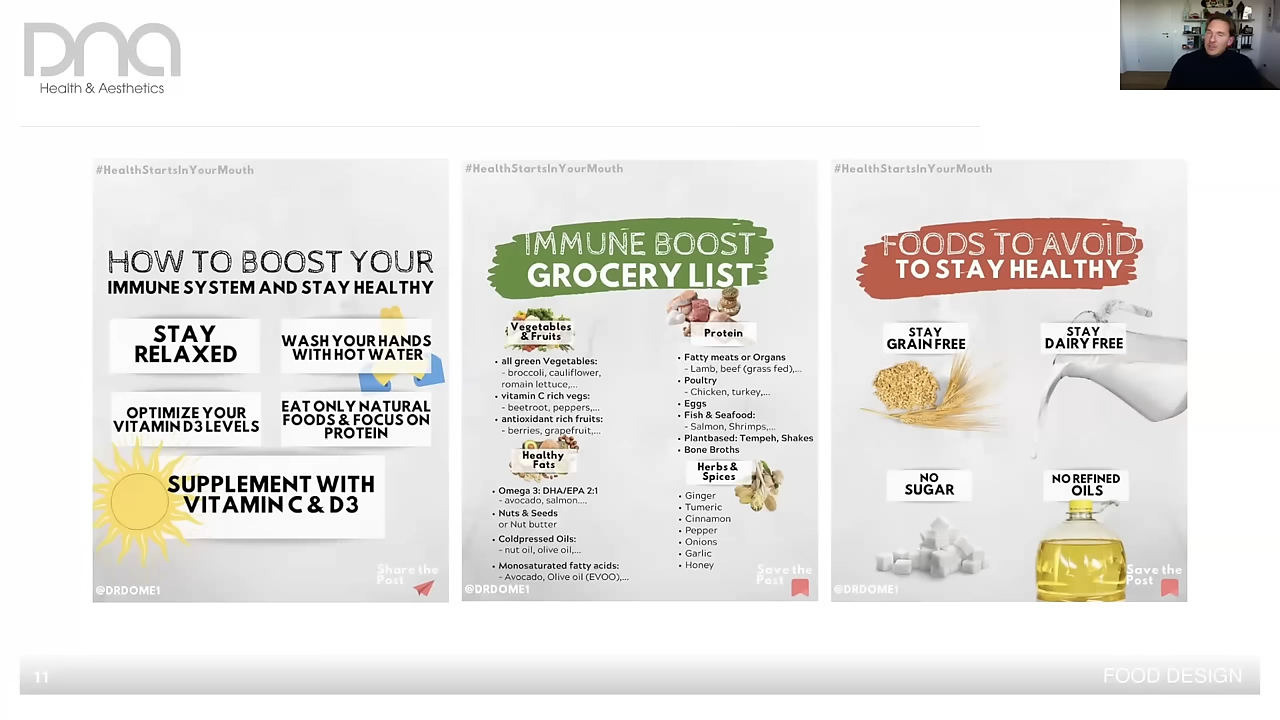 DNA
Health & Aesthetics
#HealthStartsInYourMouth
HOW TO BOOST YOUR
IMMUNE SYSTEM AND STAY HEALTHY
STAY
RELAXED
WASH YOUR HANDS
WITH HOT WATER
OPTIMIZE YOUR
VITAMIN D3 LEVELS
EAT ONLY NATURAL
FOODS & FOCUS ON
PROTEIN
SUPPLEMENT WITH
VITAMIN C & D3
Share the
Post
@DRDOME1
#HealthStartsInYourMouth
IMMUNE BOOST
GROCERY LIST
Vegetables
& Fruits
• all green Vegetables:
- broccoli, cauliflower,
romain lettuce,...
• vitamin C rich vegs:
- beetroot, peppers,...
• antioxidant rich fruits:
- berries, grapefruit,...
Healthy
Fats
• Omega 3: DHA/EPA 2:1
- avocado, salmon....
• Nuts & Seeds
or Nut butter
• Coldpressed Oils:
- nut oil, olive oil,...
• Monosaturated fatty acids:
- Avocado, Olive oil (EVOO),...
Protein
• Fatty meats or Organs
- Lamb, beef (grass fed),...
• Poultry
- Chicken, turkey,...
• Eggs
• Fish & Seafood:
- Salmon, Shrimps,...
• Plantbased: Tempeh, Shakes
• Bone Broths
Herbs &
Spices
• Ginger
• Tumeric
• Cinnamon
• Pepper
• Onions
• Garlic
• Honey
Save the
Post
@DRDOME1
#HealthStartsInYourMouth
FOODS TO AVOID
TO STAY HEALTHY
STAY
GRAIN FREE
STAY
DAIRY FREE
NO
SUGAR
NO REFINED
OILS
Save the
Post
@DRDOME1
11
FOOD DESIGN